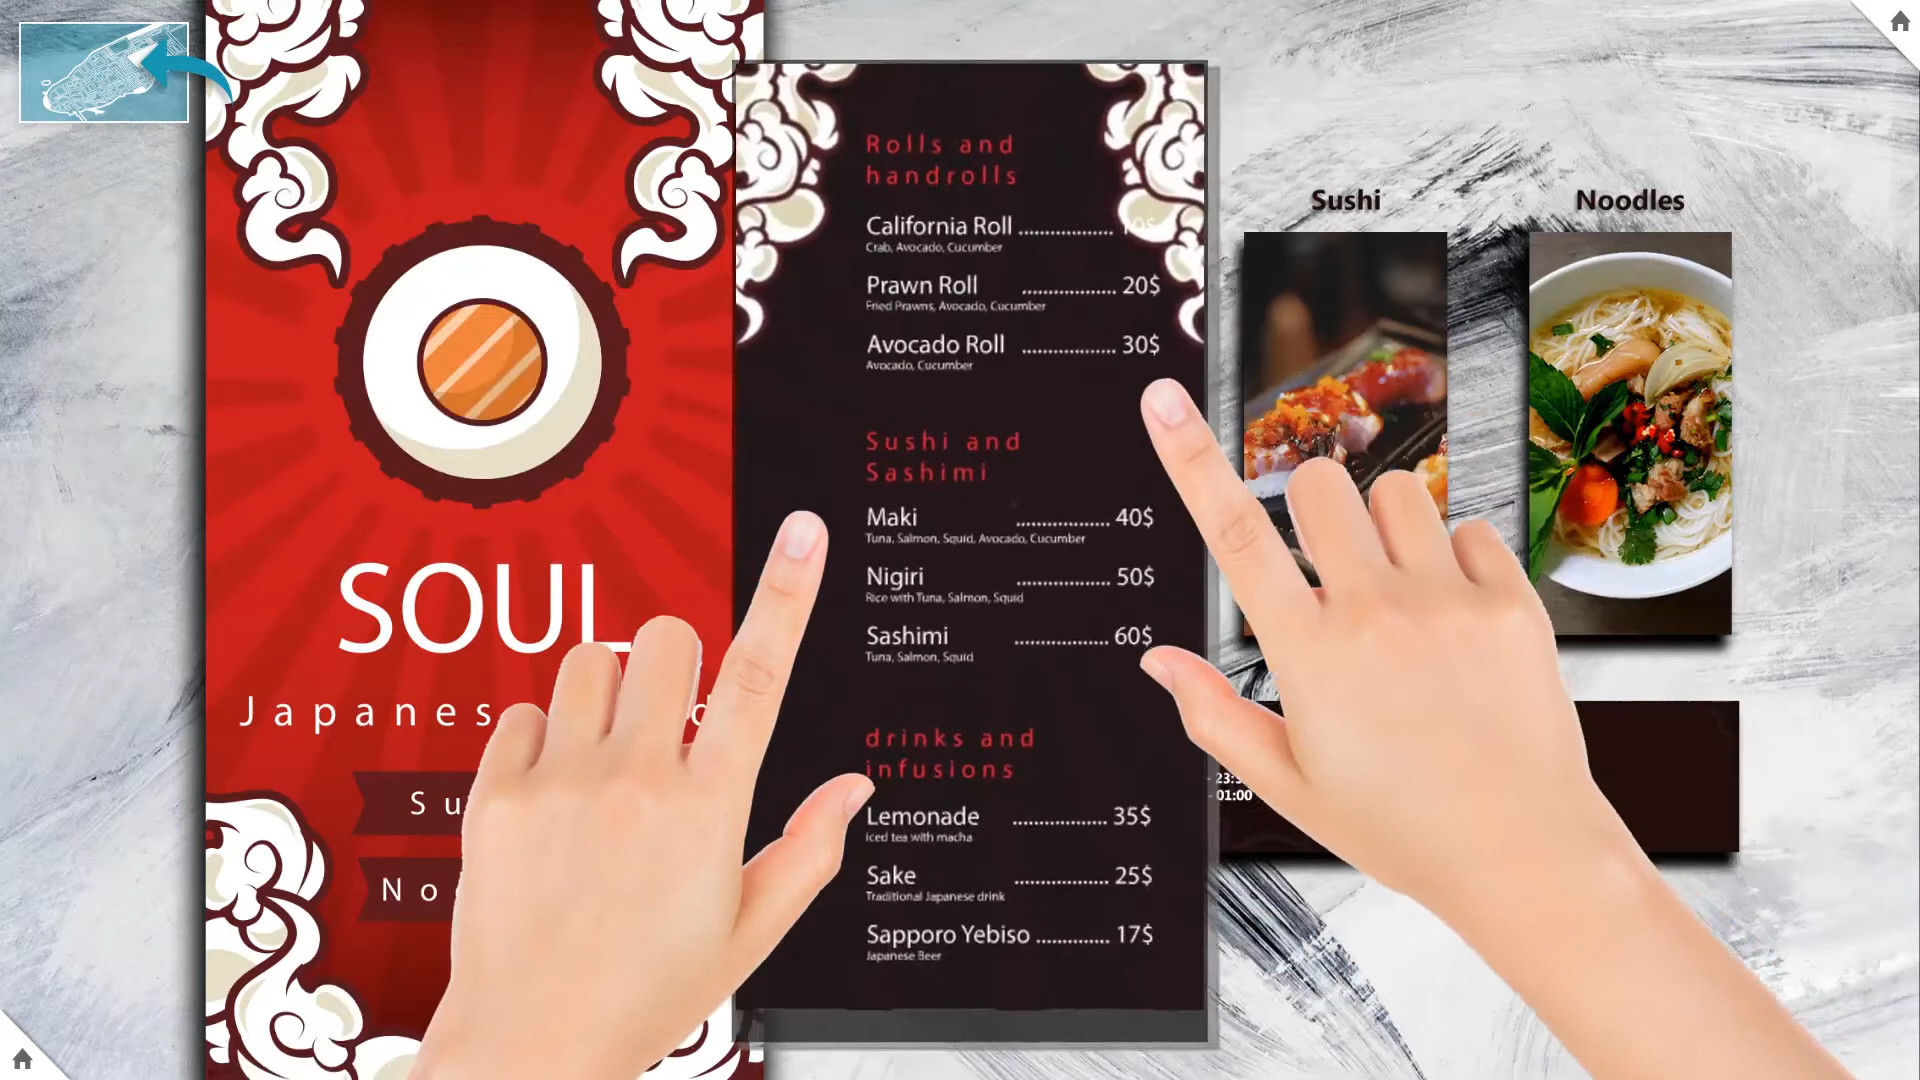 SOUL
Japanes
Su
No
Rolls and
handrolls
California Roll .................. 10$
Crab, Avocado, Cucumber
Prawn Roll .................. 20$
Fried Prawns, Avocado, Cucumber
Avocado Roll .................. 30$
Avocado, Cucumber
Sushi and
Sashimi
Maki .................. 40$
Tuna, Salmon, Squid, Avocado, Cucumber
Nigiri .................. 50$
Rice with Tuna, Salmon, Squid
Sashimi .................. 60$
Tuna, Salmon, Squid
drinks and
infusions
Lemonade .................. 35$
Iced tea with macha
Sake .................. 25$
Traditional Japanese drink
Sapporo Yebiso .............. 17$
Japanese Beer
Sushi
Noodles
- 01:00